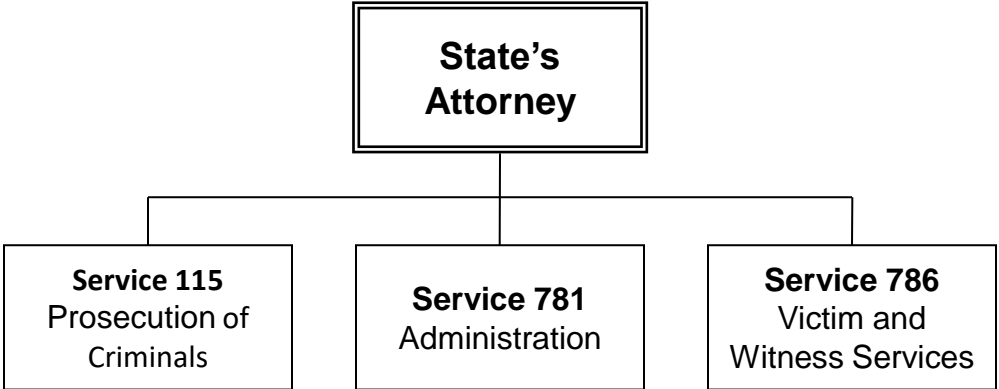 State’s
Attorney
Service 115
Prosecution of
Criminals
Service 781
Administration
Service 786
Victim and
Witness Services